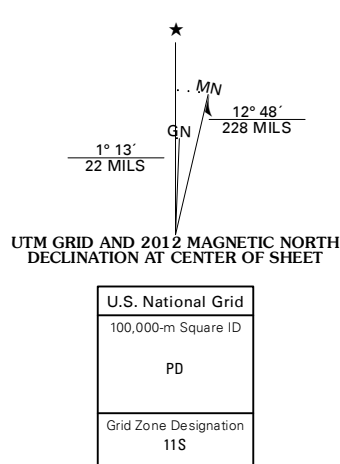 ★
MN
GN
12° 48´
228 MILS
1° 13´
22 MILS
UTM GRID AND 2012 MAGNETIC NORTH
DECLINATION AT CENTER OF SHEET
U.S. National Grid
100,000-m Square ID
PD
Grid Zone Designation
11S